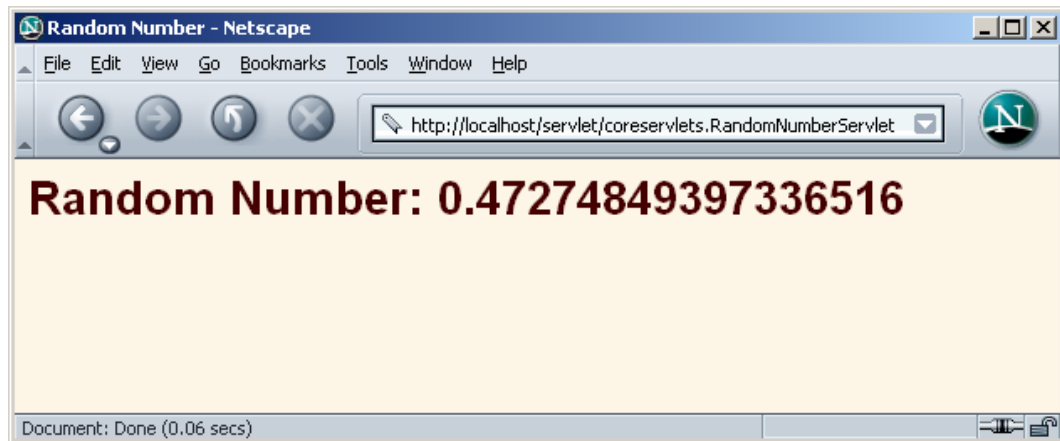 Random Number - Netscape
File Edit View Go Bookmarks Tools Window Help
http://localhost/servlet/coreservlets.RandomNumberServlet
N
Random Number: 0.47274849397336516
Document: Done (0.06 secs)